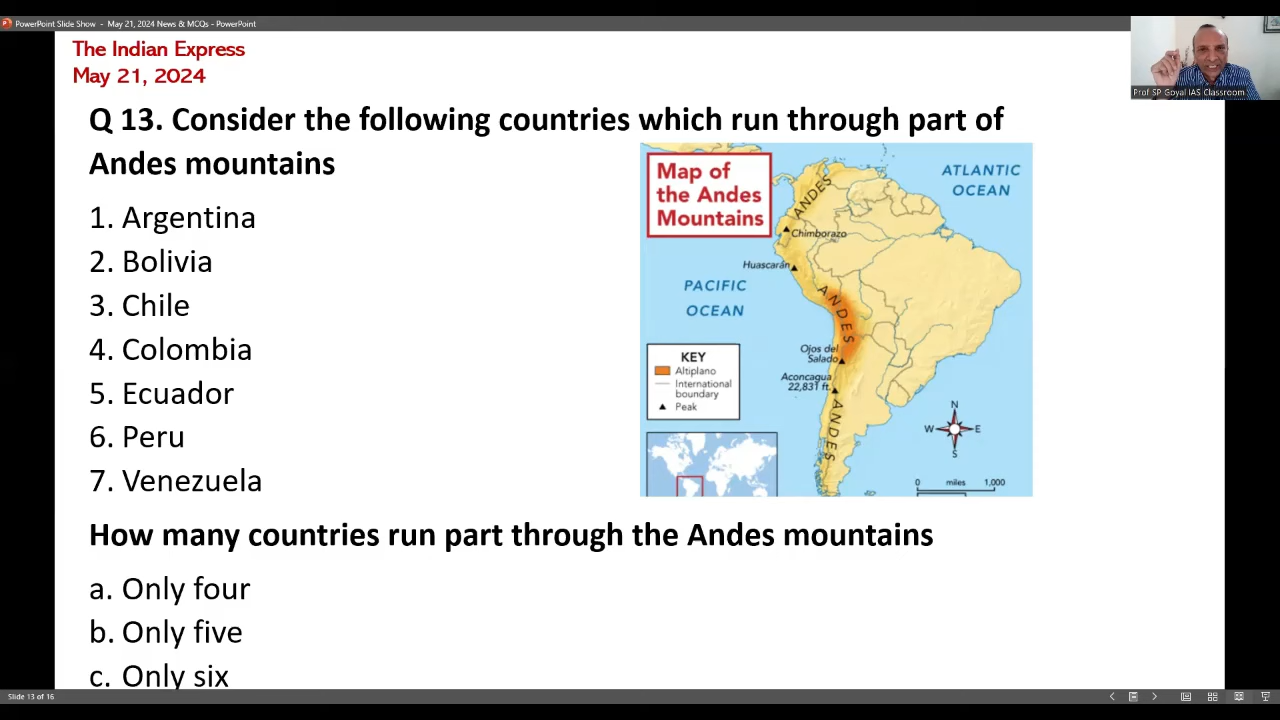 PowerPoint Slide Show - May 21, 2024 News & MCQs - PowerPoint
The Indian Express
May 21, 2024
Prof SP Goyal IAS Classroom
Q 13. Consider the following countries which run through part of
Andes mountains
1. Argentina
2. Bolivia
3. Chile
4. Colombia
5. Ecuador
6. Peru
7. Venezuela
Map of
the Andes
Mountains
ATLANTIC
OCEAN
ANDES
Chimborazo
Huascarán
PACIFIC
OCEAN
ANDES
Ojos del
Salado
Aconcagua
22,831 ft.
ANDES
KEY
Altiplano
International
boundary
Peak
N
W E
S
0 miles 1,000
How many countries run part through the Andes mountains
a. Only four
b. Only five
c. Only six
Slide 13 of 16